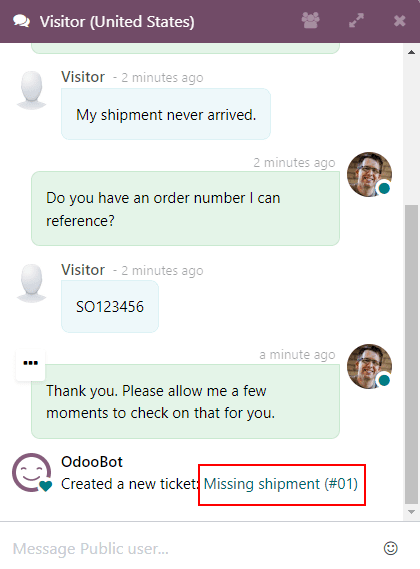 Visitor (United States)
Visitor - 2 minutes ago
My shipment never arrived.
2 minutes ago
Do you have an order number I can
reference?
Visitor - 2 minutes ago
SO123456
a minute ago
Thank you. Please allow me a few
moments to check on that for you.
OdooBot
Created a new ticket: Missing shipment (#01)
Message Public user...